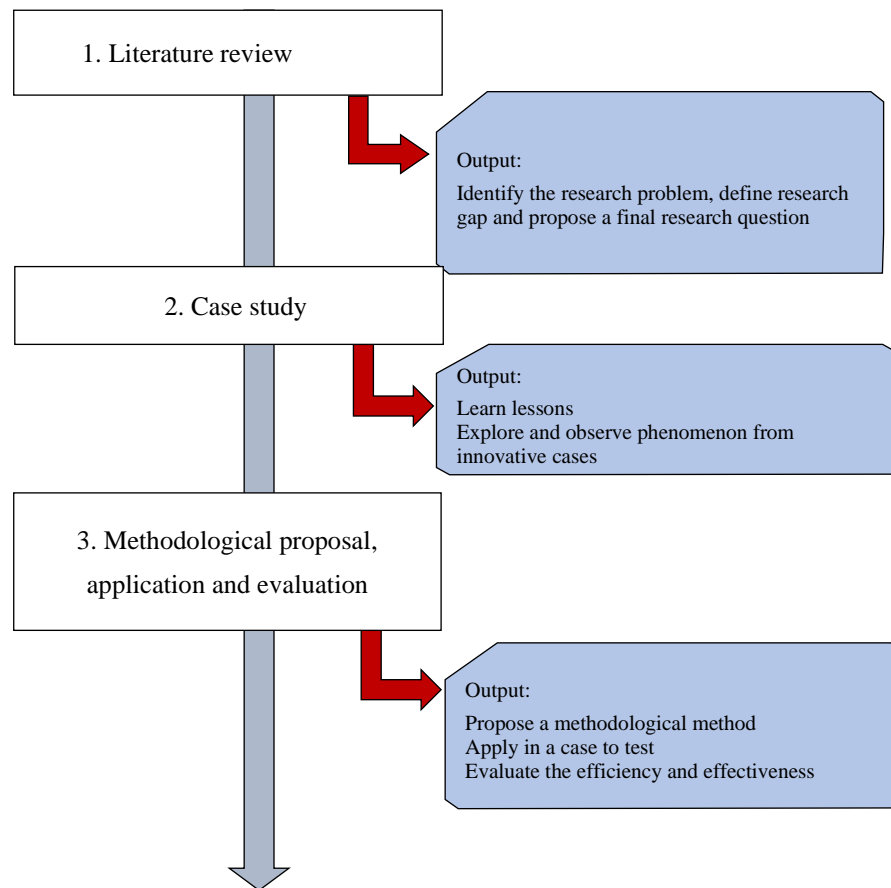 1. Literature review
Output:
Identify the research problem, define research
gap and propose a final research question
2. Case study
Output:
Learn lessons
Explore and observe phenomenon from
innovative cases
3. Methodological proposal,
application and evaluation
Output:
Propose a methodological method
Apply in a case to test
Evaluate the efficiency and effectiveness